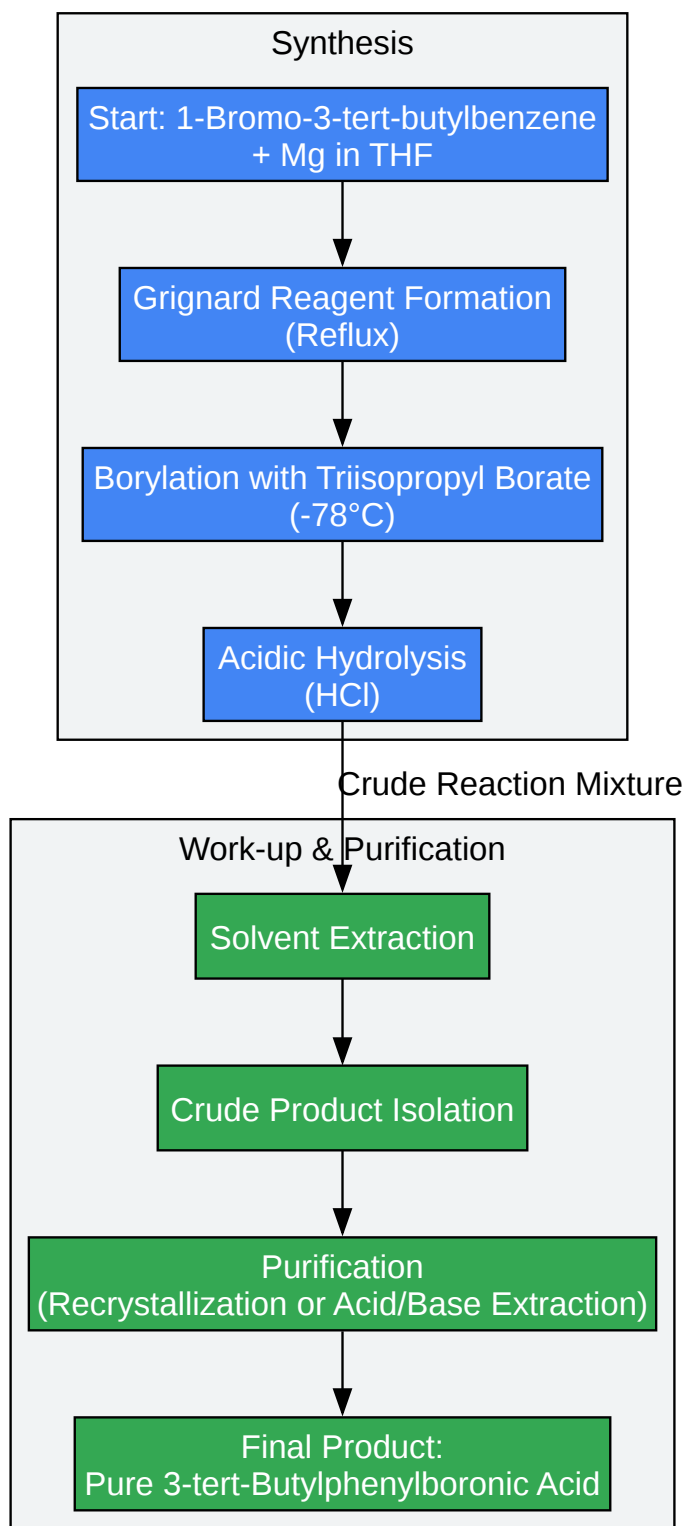 Synthesis
Start: 1-Bromo-3-tert-butylbenzene
+ Mg in THF
Grignard Reagent Formation
(Reflux)
Borylation with Triisopropyl Borate
(-78°C)
Acidic Hydrolysis
(HCl)
Crude Reaction Mixture
Work-up & Purification
Solvent Extraction
Crude Product Isolation
Purification
(Recrystallization or Acid/Base Extraction)
Final Product:
Pure 3-tert-Butylphenylboronic Acid